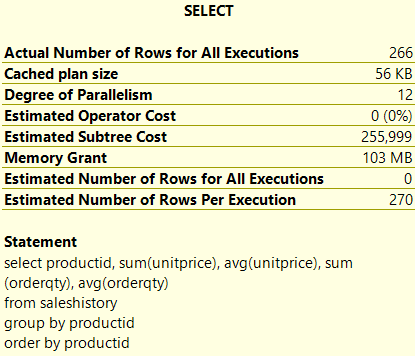 SELECT
Actual Number of Rows for All Executions 266
Cached plan size 56 KB
Degree of Parallelism 12
Estimated Operator Cost 0 (0%)
Estimated Subtree Cost 255,999
Memory Grant 103 MB
Estimated Number of Rows for All Executions 0
Estimated Number of Rows Per Execution 270
Statement
select productid, sum(unitprice), avg(unitprice), sum
(orderqty), avg(orderqty)
from saleshistory
group by productid
order by productid